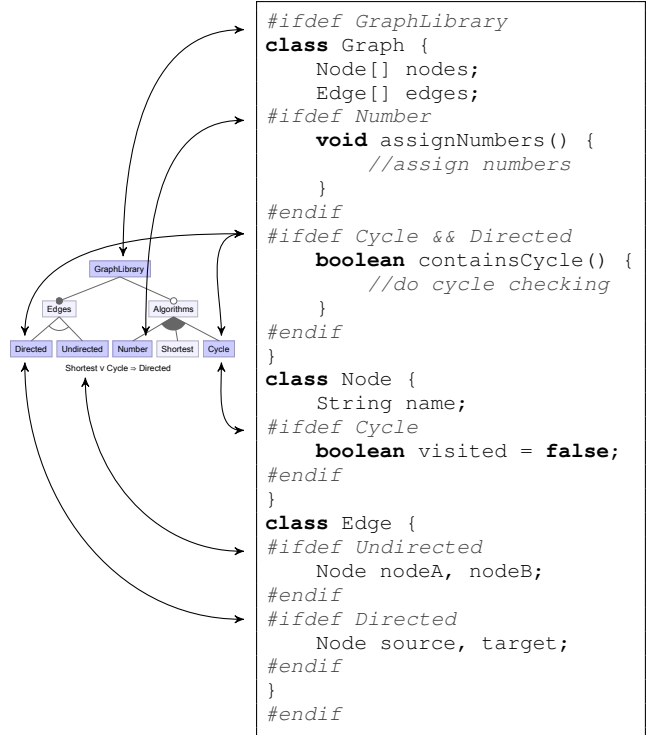 GraphLibrary
Edges
Algorithms
Directed
Undirected
Number
Shortest
Cycle
Shortest ∨ Cycle ⇒ Directed
#ifdef GraphLibrary
class Graph {
    Node[] nodes;
    Edge[] edges;
#ifdef Number
    void assignNumbers() {
        //assign numbers
    }
#endif
#ifdef Cycle && Directed
    boolean containsCycle() {
        //do cycle checking
    }
#endif
}
class Node {
    String name;
#ifdef Cycle
    boolean visited = false;
#endif
}
class Edge {
#ifdef Undirected
    Node nodeA, nodeB;
#endif
#ifdef Directed
    Node source, target;
#endif
}
#endif